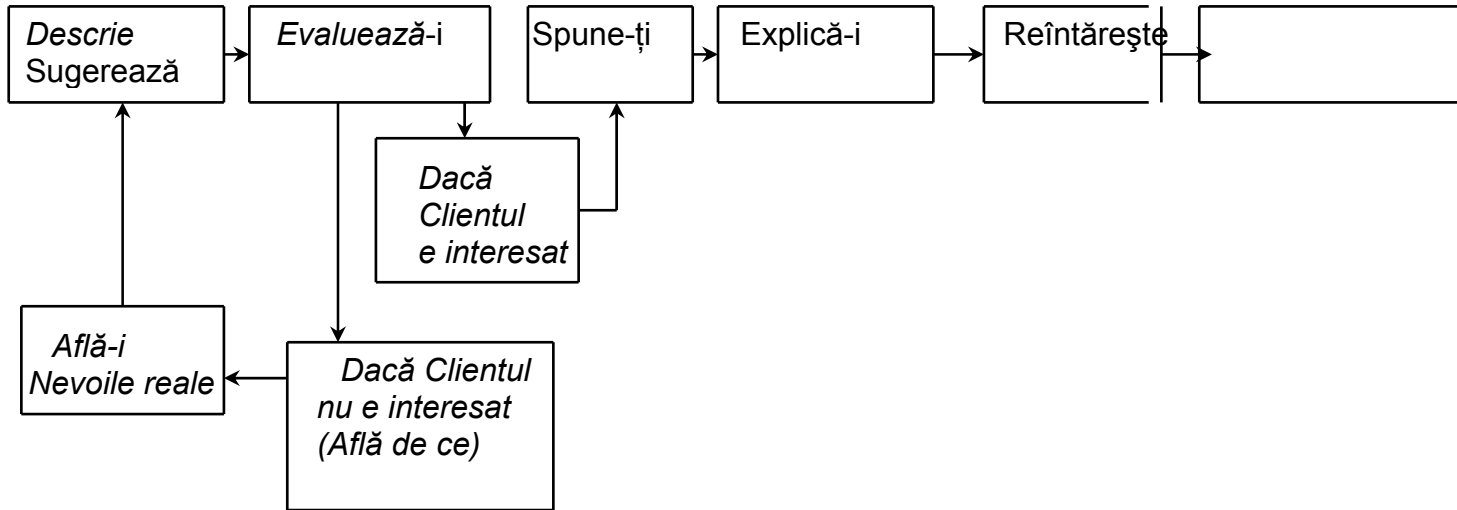 Descrie
Sugerează
Evaluează-i
Spune-ți
Explică-i
Reîntăreşte
Dacă
Clientul
e interesat
Află-i
Nevoile reale
Dacă Clientul
nu e interesat
(Află de ce)